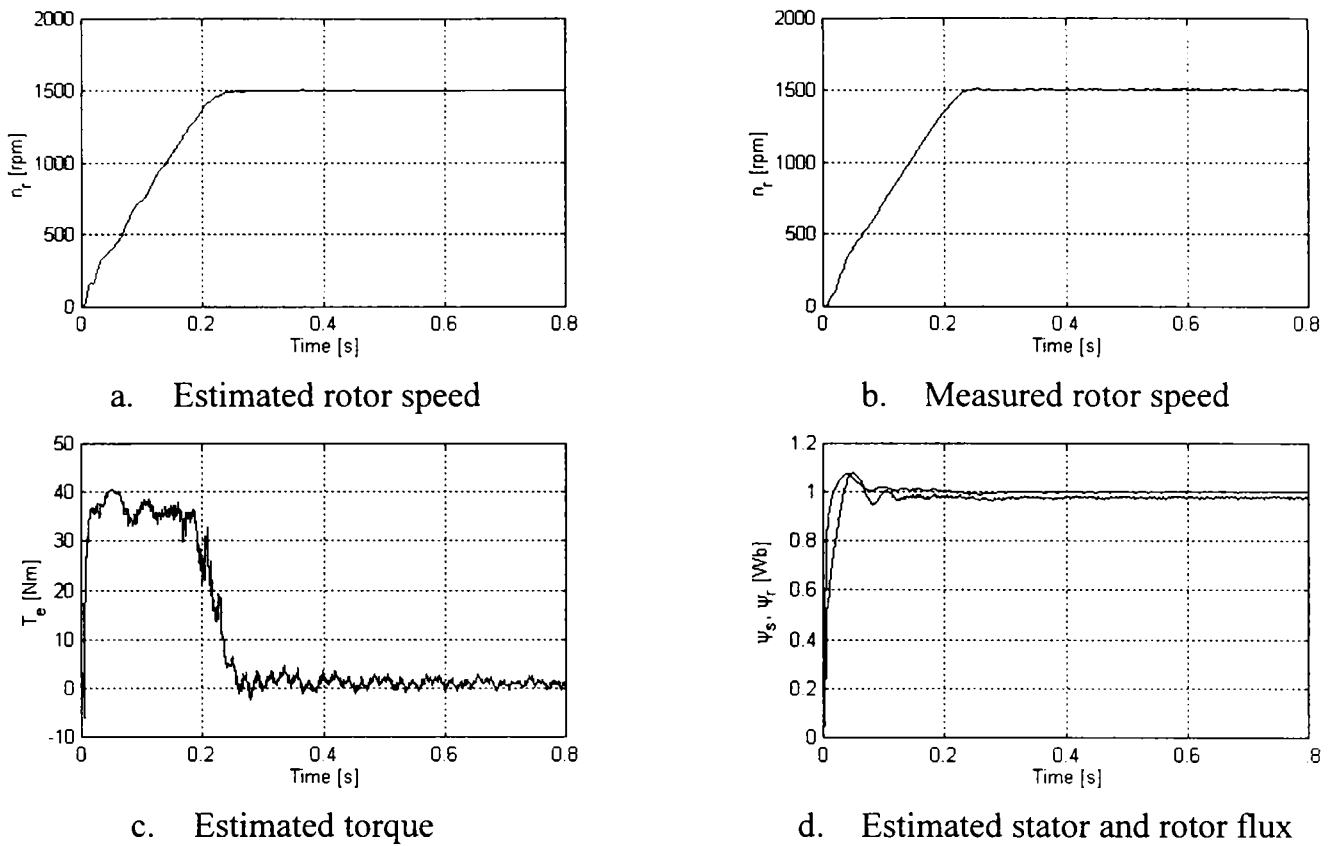 2000
1500
1000
500
0
n_r [rpm]
0 0.2 0.4 0.6 0.8
Time [s]
a. Estimated rotor speed
2000
1500
1000
500
0
n_r [rpm]
0 0.2 0.4 0.6 0.8
Time [s]
b. Measured rotor speed
50
40
30
20
10
0
-10
T_e [Nm]
0 0.2 0.4 0.6 0.8
Time [s]
c. Estimated torque
1.2
1
0.8
0.6
0.4
0.2
0
ψ_s, ψ_r [Wb]
0 0.2 0.4 0.6 .8
Time [s]
d. Estimated stator and rotor flux